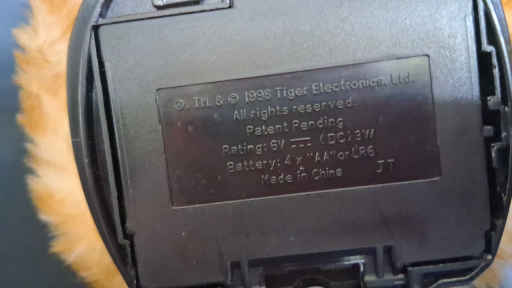 ®, TM, & © 1998 Tiger Electronics, Ltd.
All rights reserved.
Patent Pending
Rating: 6V ⎓ (DC) 3W
Battery: 4 x "AA" or LR6
Made in China
JT